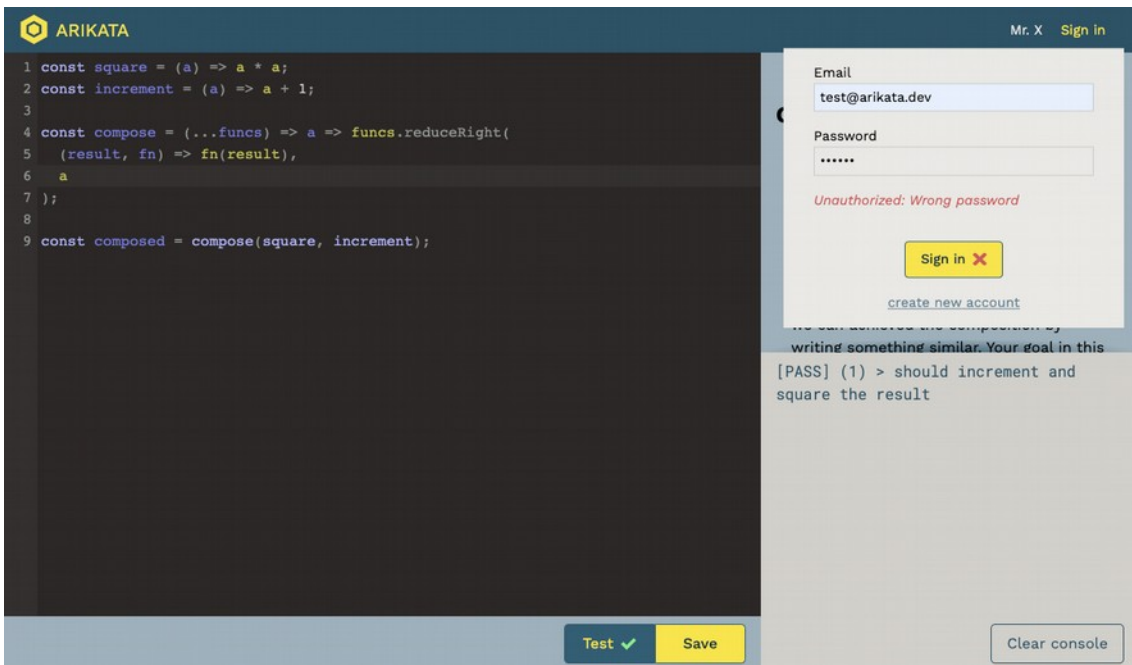 ARIKATA
Mr. X Sign in
1 const square = (a) => a * a;
2 const increment = (a) => a + 1;
3
4 const compose = (...funcs) => a => funcs.reduceRight(
5 (result, fn) => fn(result),
6 a
7 );
8
9 const composed = compose(square, increment);
Email
test@arikata.dev
Password
••••••
Unauthorized: Wrong password
Sign in ❌
create new account
writing something similar. Your goal in this
[PASS] (1) > should increment and
square the result
Test ✔
Save
Clear console